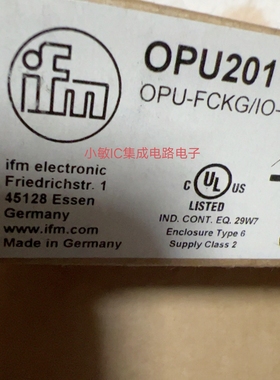 ifm
OPU201
OPU-FCKG/IO-
小敏IC集成电路电子
ifm electronic
Friedrichstr. 1
45128 Essen
Germany
www.ifm.com
Made in Germany
C UL US
LISTED
IND. CONT. EQ. 29W7
Enclosure Type 6
Supply Class 2